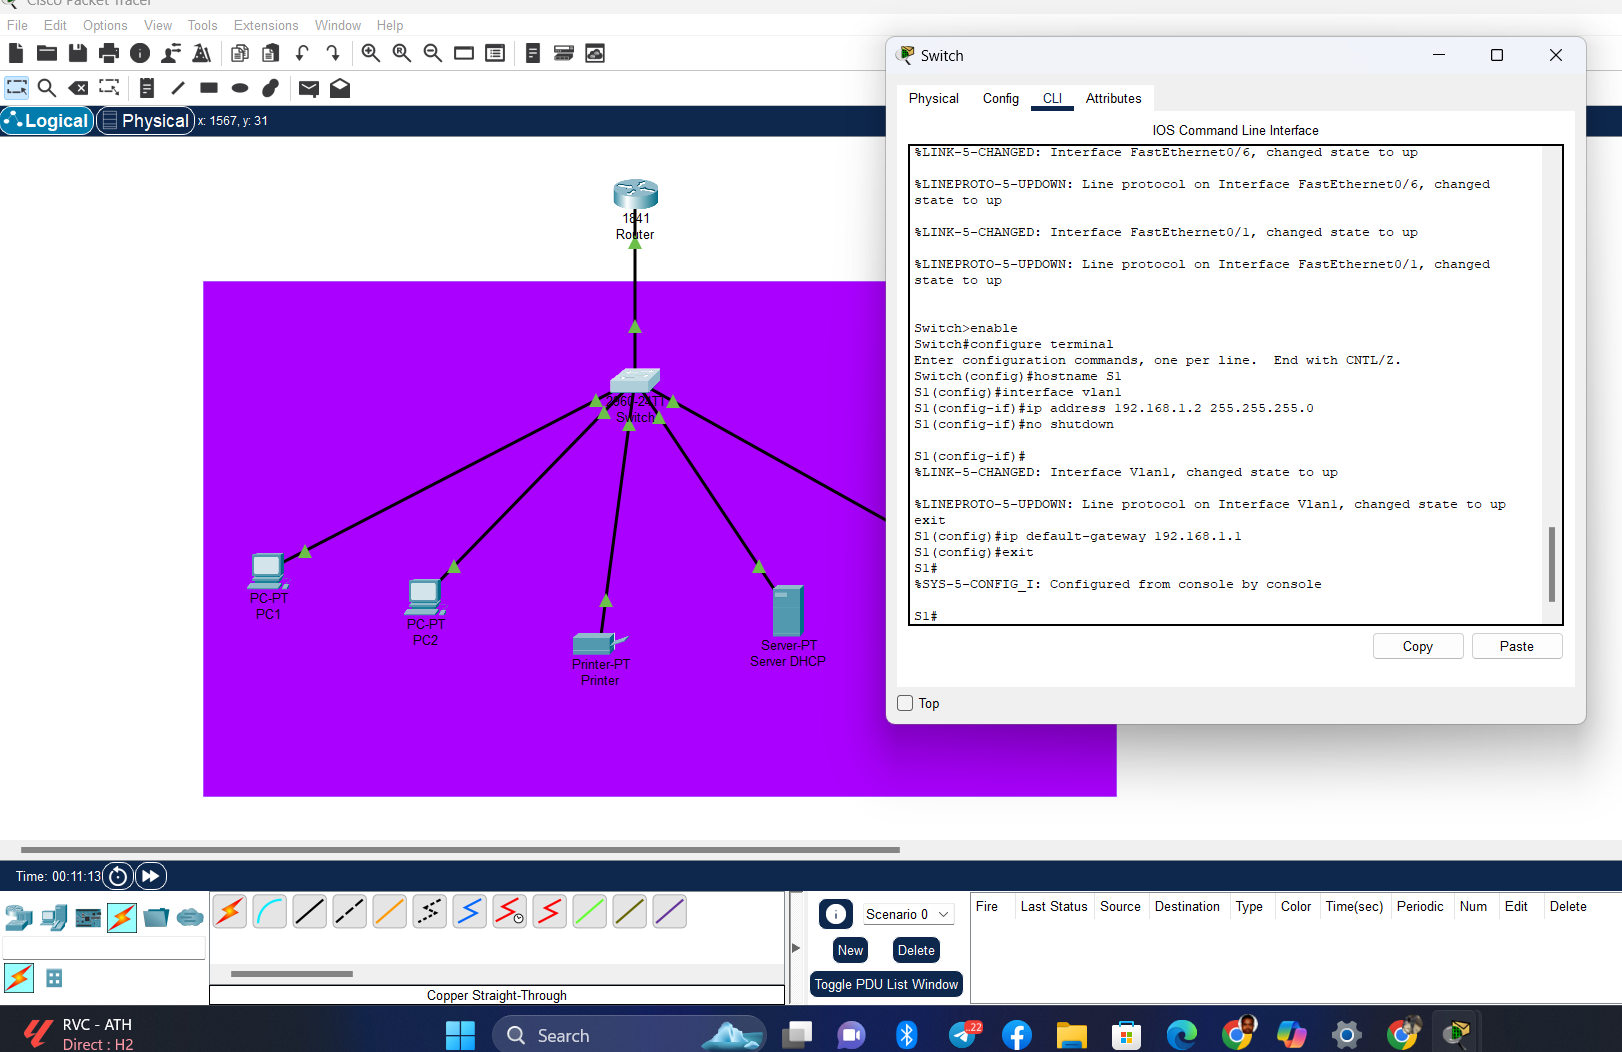 Cisco Packet Tracer
File Edit Options View Tools Extensions Window Help
Logical Physical x: 1567, y: 31
1841
Router
2960-24TT
Switch
PC-PT
PC1
PC-PT
PC2
Printer-PT
Printer
Server-PT
Server DHCP
Switch
Physical Config CLI Attributes
IOS Command Line Interface
%LINK-5-CHANGED: Interface FastEthernet0/6, changed state to up
%LINEPROTO-5-UPDOWN: Line protocol on Interface FastEthernet0/6, changed
state to up
%LINK-5-CHANGED: Interface FastEthernet0/1, changed state to up
%LINEPROTO-5-UPDOWN: Line protocol on Interface FastEthernet0/1, changed
state to up
Switch>enable
Switch#configure terminal
Enter configuration commands, one per line.  End with CNTL/Z.
Switch(config)#hostname S1
S1(config)#interface vlan1
S1(config-if)#ip address 192.168.1.2 255.255.255.0
S1(config-if)#no shutdown
S1(config-if)#
%LINK-5-CHANGED: Interface Vlan1, changed state to up
%LINEPROTO-5-UPDOWN: Line protocol on Interface Vlan1, changed state to up
exit
S1(config)#ip default-gateway 192.168.1.1
S1(config)#exit
S1#
%SYS-5-CONFIG_I: Configured from console by console
S1#
Copy Paste
Top
Time: 00:11:13
Copper Straight-Through
Scenario 0
New Delete
Toggle PDU List Window
Fire Last Status Source Destination Type Color Time(sec) Periodic Num Edit Delete
RVC - ATH
Direct : H2
Search
..22